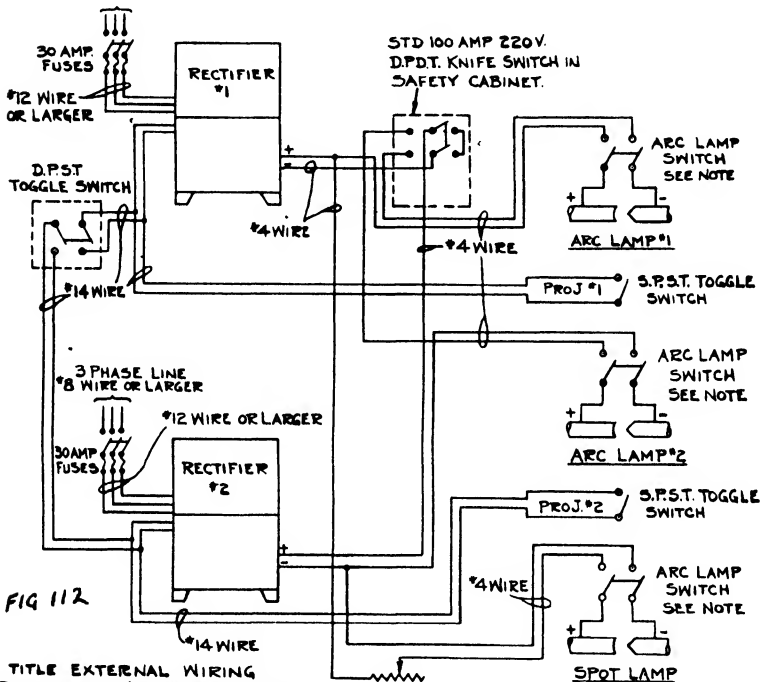 30 AMP.
FUSES
#12 WIRE
OR LARGER
RECTIFIER
#1
STD 100 AMP 220V.
D.P.D.T. KNIFE SWITCH IN
SAFETY CABINET.
ARC LAMP
SWITCH
SEE NOTE
+
-
+
-
ARC LAMP #1
D.P.S.T
TOGGLE SWITCH
#4 WIRE
#4 WIRE
#14 WIRE
PROJ #1
S.P.S.T. TOGGLE
SWITCH
3 PHASE LINE
#8 WIRE OR LARGER
#12 WIRE OR LARGER
30 AMP
FUSES
RECTIFIER
#2
ARC LAMP
SWITCH
SEE NOTE
+
-
ARC LAMP #2
PROJ. #2
S.P.S.T. TOGGLE
SWITCH
+
-
#4 WIRE
ARC LAMP
SWITCH
SEE NOTE
FIG 112
#14 WIRE
+
-
SPOT LAMP
TITLE EXTERNAL WIRING